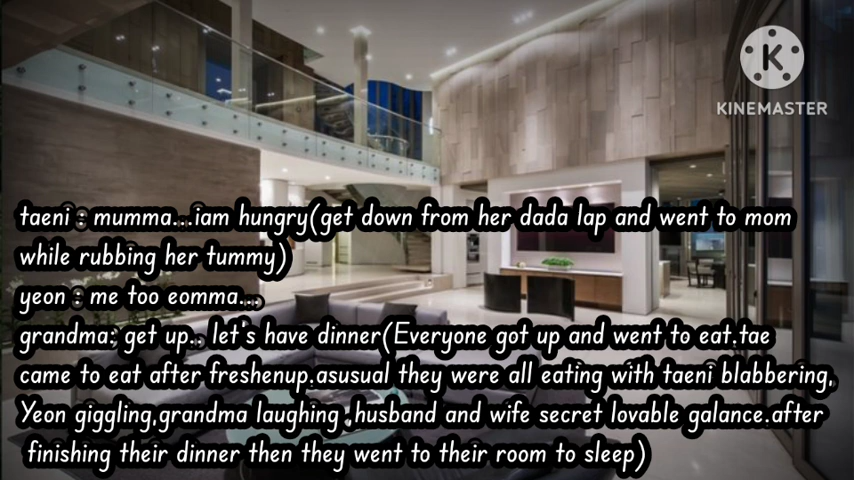 KINEMASTER
taeni : mumma...iam hungry(get down from her dada lap and went to mom
while rubbing her tummy)
yeon : me too eomma...
grandma: get up.. let's have dinner(Everyone got up and went to eat.tae
came to eat after freshenup.asusual they were all eating with taeni blabbering,
Yeon giggling,grandma laughing ,husband and wife secret lovable galance.after
finishing their dinner then they went to their room to sleep)